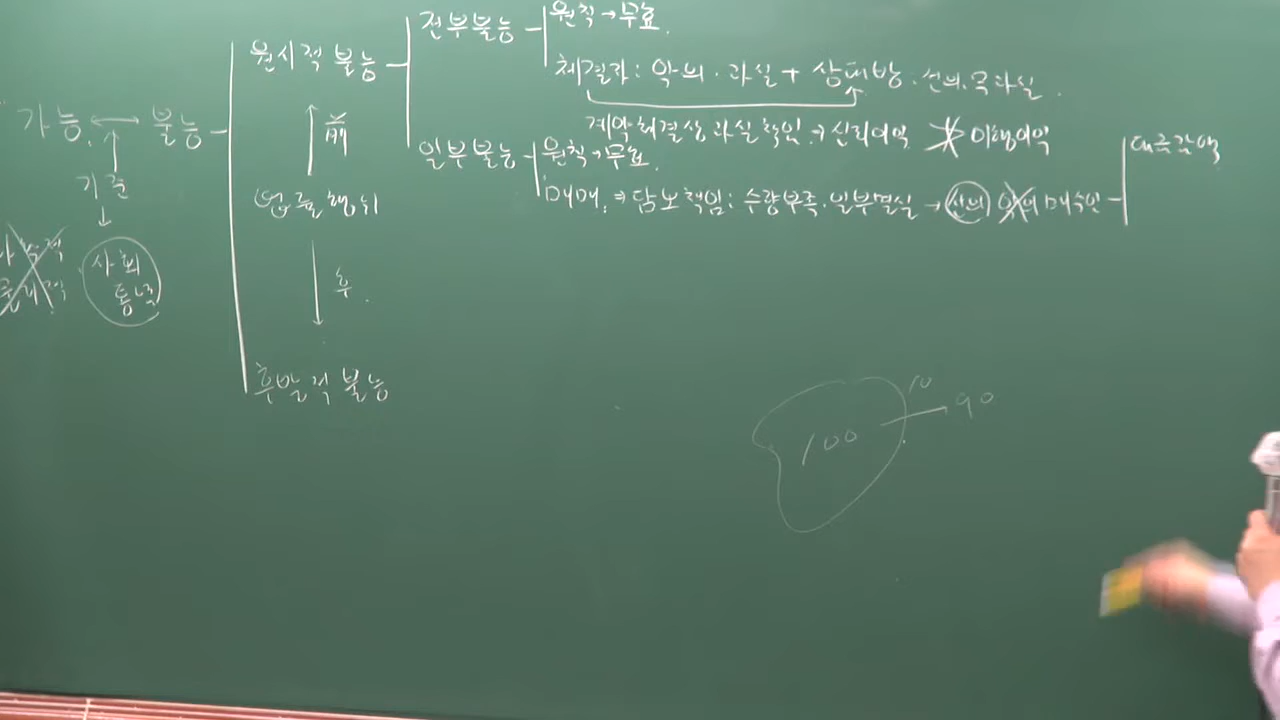 가능 ↔ 불능
기준
사회
통념
원시적 불능
前
법률행위
후
후발적 불능
전부불능
원칙→무효.
체결자: 악의·과실 + 상대방·선의·무과실.
계약체결상 과실책임.→신뢰이익 이행이익
일부불능
원칙→무효.
매매. ⇒ 담보책임: 수량부족·일부멸실 → 선의 악의 매수인
대금감액
100
10
90